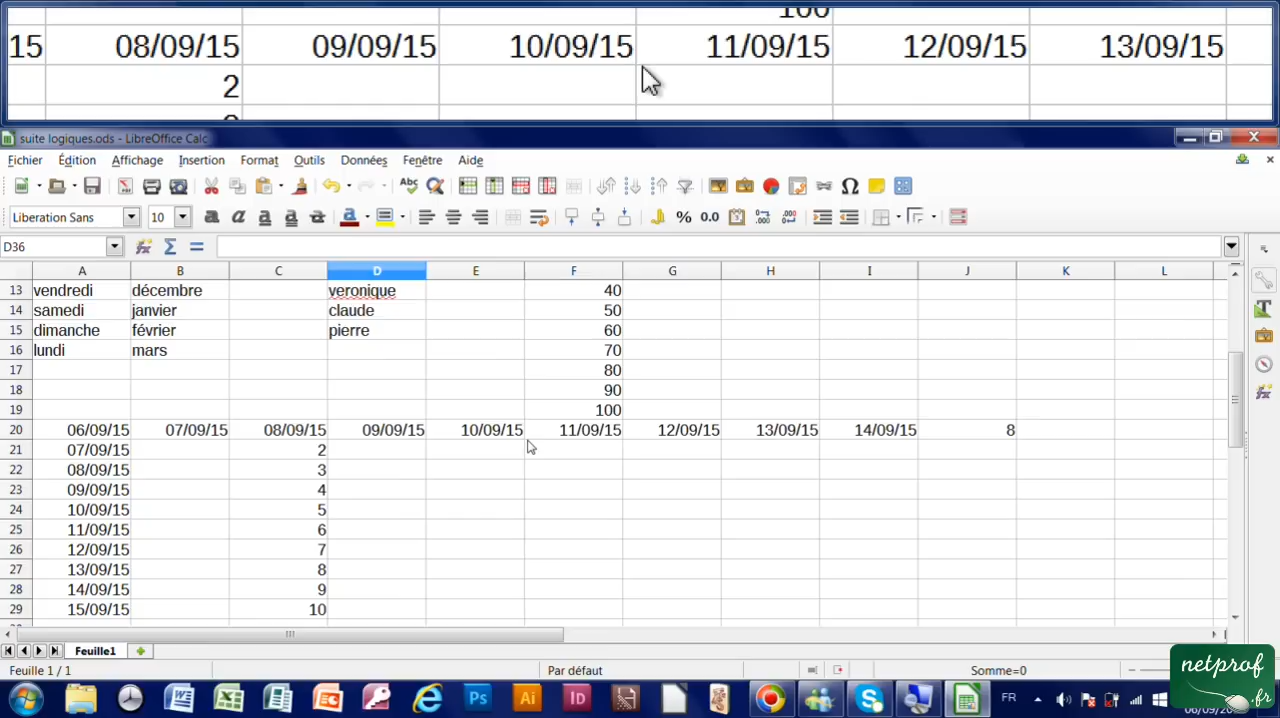 100
15 08/09/15 09/09/15 10/09/15 11/09/15 12/09/15 13/09/15
2
suite logiques.ods - LibreOffice Calc
Fichier Édition Affichage Insertion Format Outils Données Fenêtre Aide
Liberation Sans 10
D36
A B C D E F G H I J K L
13 vendredi décembre veronique 40
14 samedi janvier claude 50
15 dimanche février pierre 60
16 lundi mars 70
17 80
18 90
19 100
20 06/09/15 07/09/15 08/09/15 09/09/15 10/09/15 11/09/15 12/09/15 13/09/15 14/09/15 8
21 07/09/15 2
22 08/09/15 3
23 09/09/15 4
24 10/09/15 5
25 11/09/15 6
26 12/09/15 7
27 13/09/15 8
28 14/09/15 9
29 15/09/15 10
Feuille1
Feuille 1 / 1 Par défaut Somme=0
netprof
.fr
Ps Ai Id FR